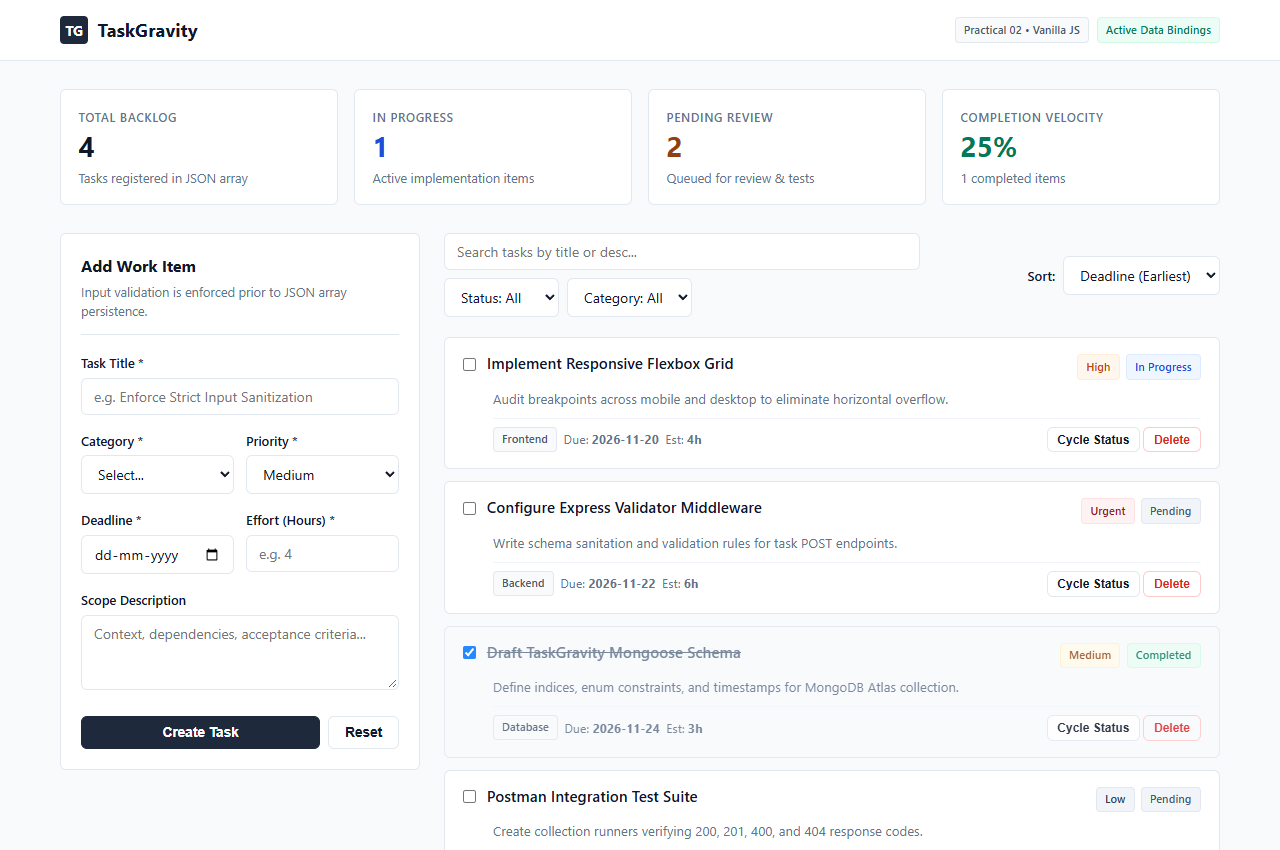 TG TaskGravity
Practical 02 • Vanilla JS
Active Data Bindings
TOTAL BACKLOG
4
Tasks registered in JSON array
IN PROGRESS
1
Active implementation items
PENDING REVIEW
2
Queued for review & tests
COMPLETION VELOCITY
25%
1 completed items
Add Work Item
Input validation is enforced prior to JSON array
persistence.
Task Title *
e.g. Enforce Strict Input Sanitization
Category *
Select...
Priority *
Medium
Deadline *
dd-mm-yyyy
Effort (Hours) *
e.g. 4
Scope Description
Context, dependencies, acceptance criteria...
Create Task
Reset
Search tasks by title or desc...
Status: All
Category: All
Sort:
Deadline (Earliest)
Implement Responsive Flexbox Grid
High
In Progress
Audit breakpoints across mobile and desktop to eliminate horizontal overflow.
Frontend
Due: 2026-11-20 Est: 4h
Cycle Status
Delete
Configure Express Validator Middleware
Urgent
Pending
Write schema sanitation and validation rules for task POST endpoints.
Backend
Due: 2026-11-22 Est: 6h
Cycle Status
Delete
Draft TaskGravity Mongoose Schema
Medium
Completed
Define indices, enum constraints, and timestamps for MongoDB Atlas collection.
Database
Due: 2026-11-24 Est: 3h
Cycle Status
Delete
Postman Integration Test Suite
Low
Pending
Create collection runners verifying 200, 201, 400, and 404 response codes.